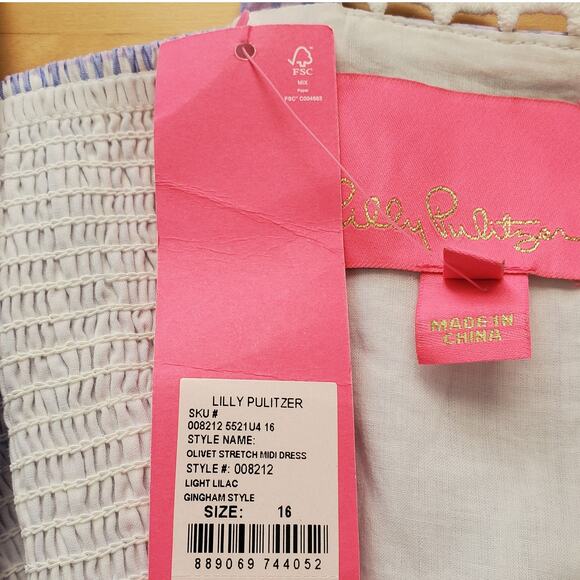 FSC
MIX
Paper
FSC® C004665
Lilly Pulitzer
MADE IN
CHINA
LILLY PULITZER
SKU #
008212 5521U4 16
STYLE NAME:
OLIVET STRETCH MIDI DRESS
STYLE #: 008212
LIGHT LILAC
GINGHAM STYLE
SIZE: 16
889069 744052